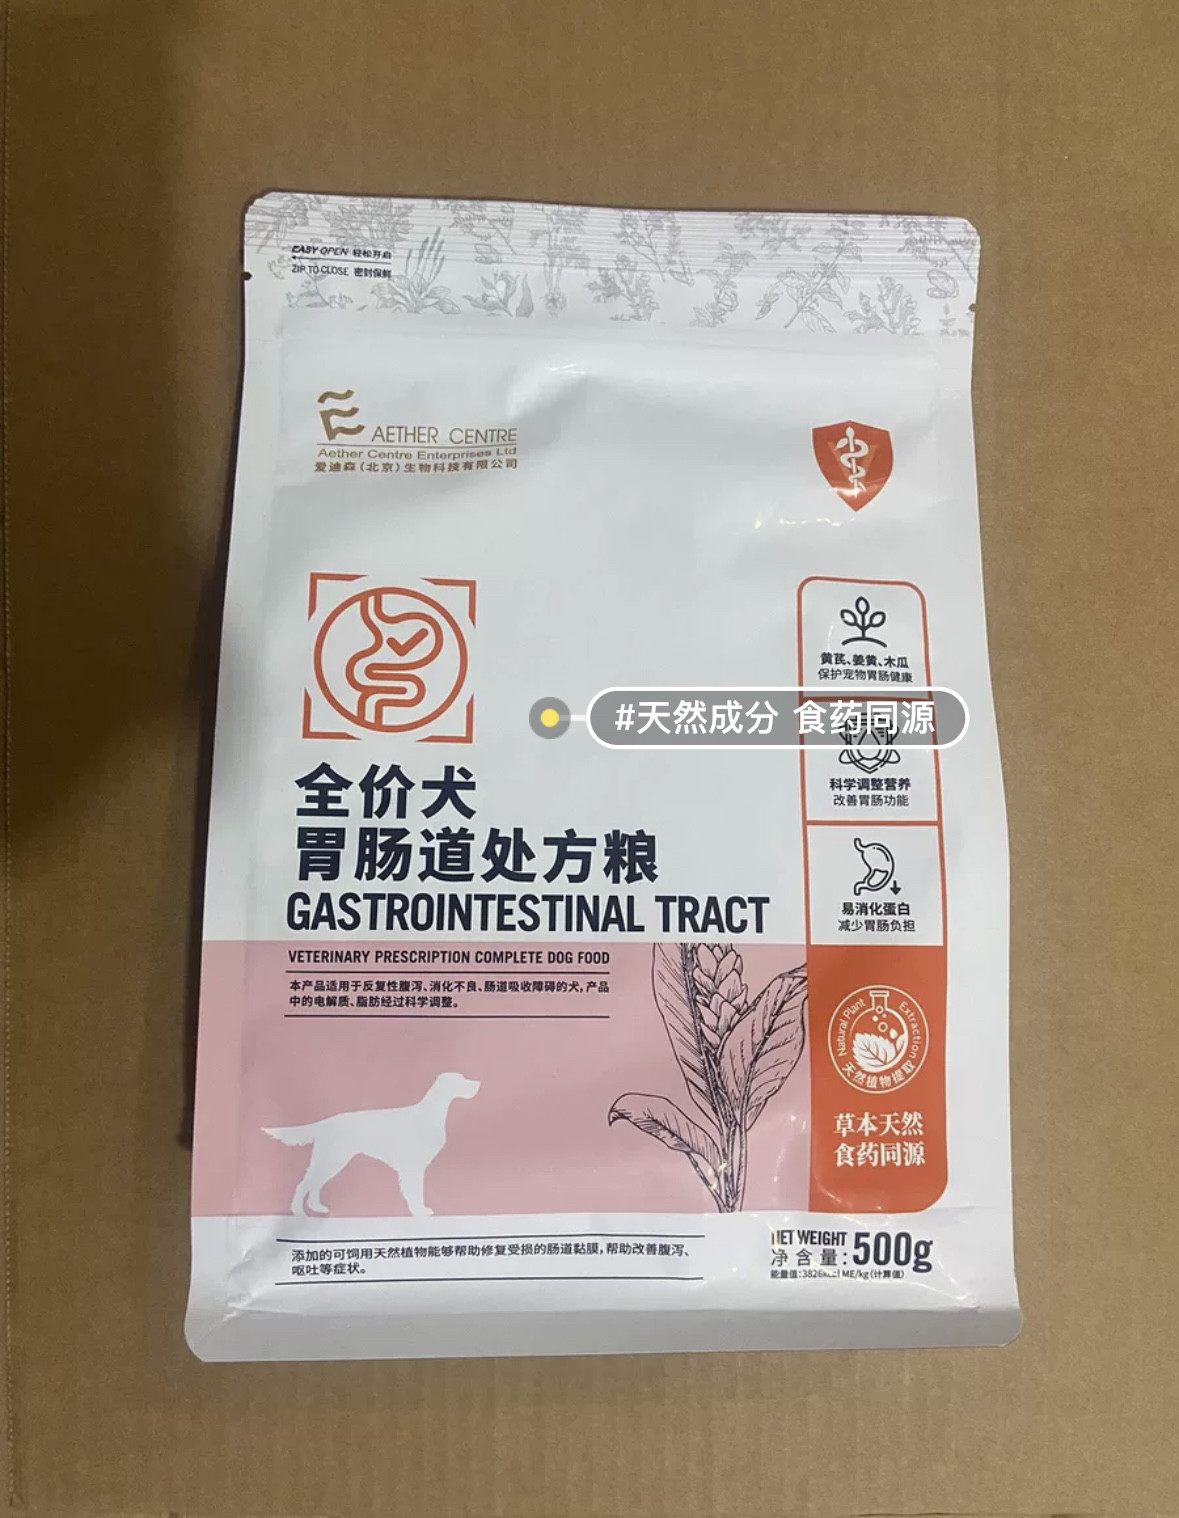 EASY OPEN 轻松开启
ZIP TO CLOSE 密封保鲜
AETHER CENTRE
Aether Centre Enterprises Ltd
爱迪森（北京）生物科技有限公司
黄芪、姜黄、木瓜
保护宠物胃肠健康
#天然成分 食药同源
科学调整营养
改善胃肠功能
全价犬
胃肠道处方粮
GASTROINTESTINAL TRACT
易消化蛋白
减少胃肠负担
VETERINARY PRESCRIPTION COMPLETE DOG FOOD
本产品适用于反复性腹泻、消化不良、肠道吸收障碍的犬，产品
中的电解质、脂肪经过科学调整。
Natural Plant Extraction
天然植物提取
草本天然
食药同源
添加的可饲用天然植物能够帮助修复受损的肠道黏膜，帮助改善腹泻、
呕吐等症状。
NET WEIGHT
净含量：500g
能量值：3826kcal ME/kg（计算值）